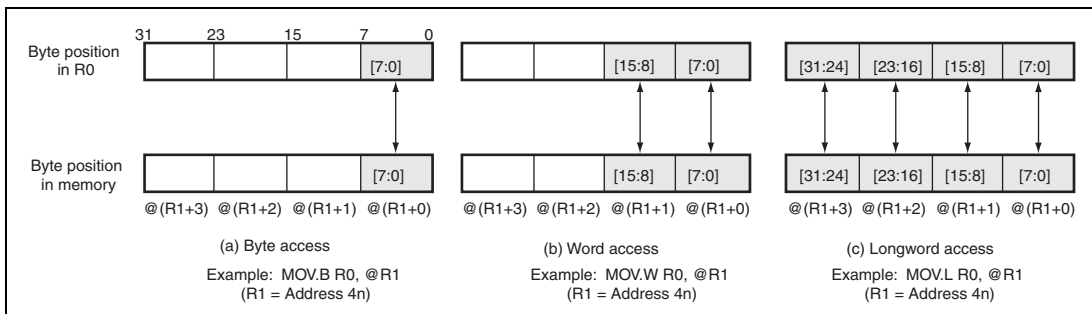 31 23 15 7 0
Byte position
in R0
[7:0]
[15:8] [7:0]
[31:24] [23:16] [15:8] [7:0]
Byte position
in memory
[7:0]
[15:8] [7:0]
[31:24] [23:16] [15:8] [7:0]
@(R1+3) @(R1+2) @(R1+1) @(R1+0)
@(R1+3) @(R1+2) @(R1+1) @(R1+0)
@(R1+3) @(R1+2) @(R1+1) @(R1+0)
(a) Byte access
Example: MOV.B R0, @R1
(R1 = Address 4n)
(b) Word access
Example: MOV.W R0, @R1
(R1 = Address 4n)
(c) Longword access
Example: MOV.L R0, @R1
(R1 = Address 4n)